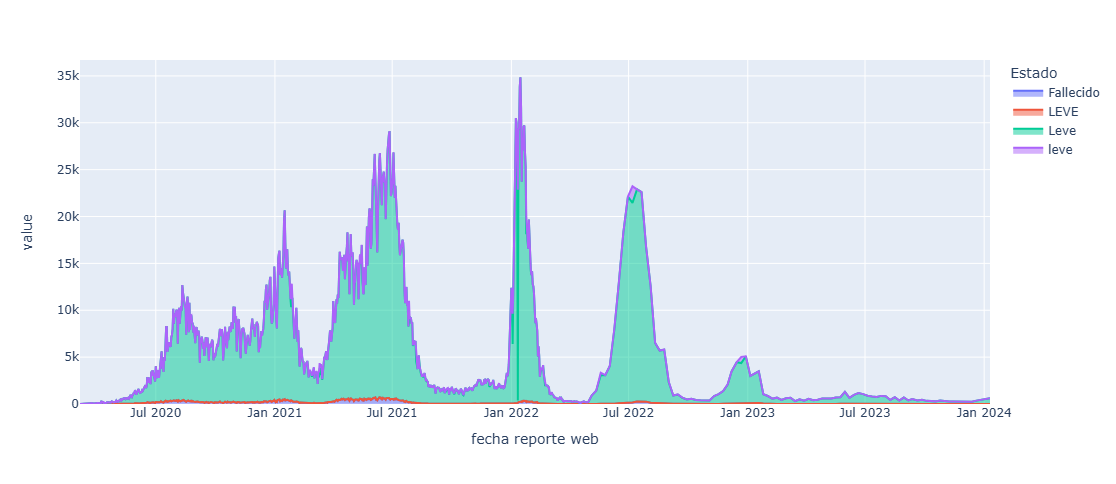 Estado
Fallecido
LEVE
Leve
leve
value
35k
30k
25k
20k
15k
10k
5k
0
Jul 2020
Jan 2021
Jul 2021
Jan 2022
Jul 2022
Jan 2023
Jul 2023
Jan 2024
fecha reporte web